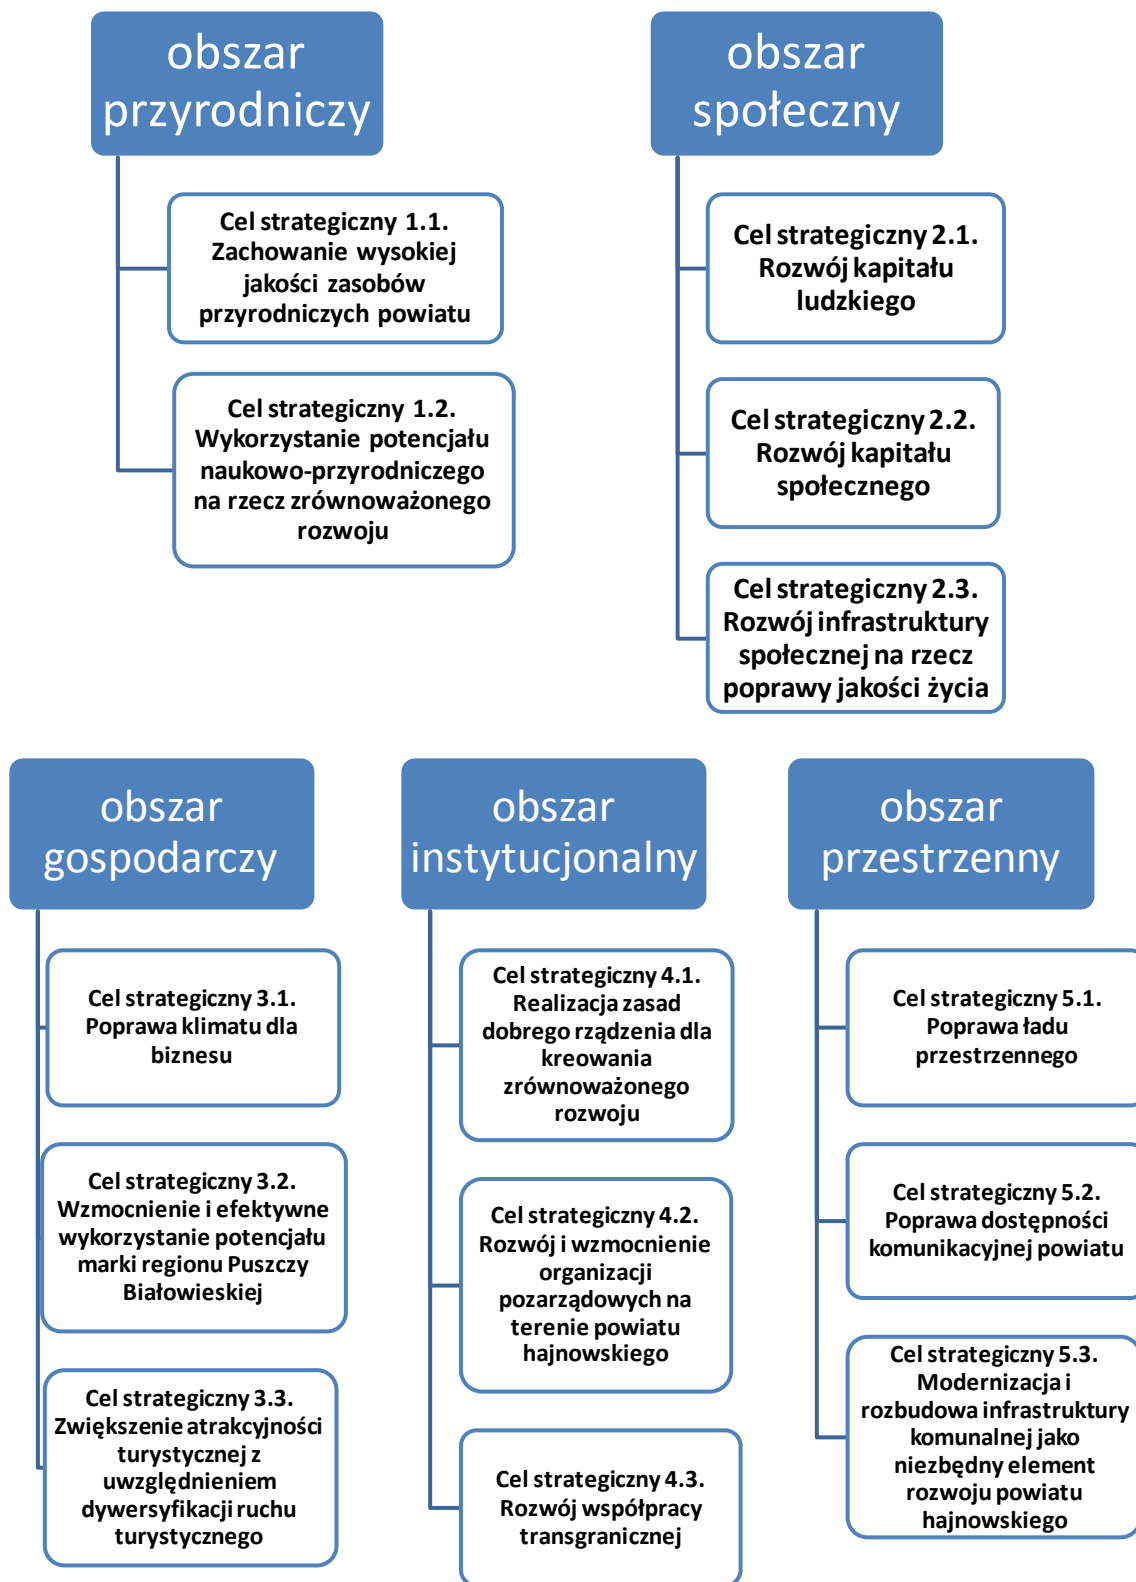 obszar
przyrodniczy
Cel strategiczny 1.1.
Zachowanie wysokiej
jakości zasobów
przyrodniczych powiatu
Cel strategiczny 1.2.
Wykorzystanie potencjału
naukowo-przyrodniczego
na rzecz zrównoważonego
rozwoju
obszar
społeczny
Cel strategiczny 2.1.
Rozwój kapitału
ludzkiego
Cel strategiczny 2.2.
Rozwój kapitału
społecznego
Cel strategiczny 2.3.
Rozwój infrastruktury
społecznej na rzecz
poprawy jakości życia
obszar
gospodarczy
Cel strategiczny 3.1.
Poprawa klimatu dla
biznesu
Cel strategiczny 3.2.
Wzmocnienie i efektywne
wykorzystanie potencjału
marki regionu Puszczy
Białowieskiej
Cel strategiczny 3.3.
Zwiększenie atrakcyjności
turystycznej z
uwzględnieniem
dywersyfikacji ruchu
turystycznego
obszar
instytucjonalny
Cel strategiczny 4.1.
Realizacja zasad
dobrego rządzenia dla
kreowania
zrównoważonego
rozwoju
Cel strategiczny 4.2.
Rozwój i wzmocnienie
organizacji
pozarządowych na
terenie powiatu
hajnowskiego
Cel strategiczny 4.3.
Rozwój współpracy
transgranicznej
obszar
przestrzenny
Cel strategiczny 5.1.
Poprawa ładu
przestrzennego
Cel strategiczny 5.2.
Poprawa dostępności
komunikacyjnej powiatu
Cel strategiczny 5.3.
Modernizacja i
rozbudowa infrastruktury
komunalnej jako
niezbędny element
rozwoju powiatu
hajnowskiego